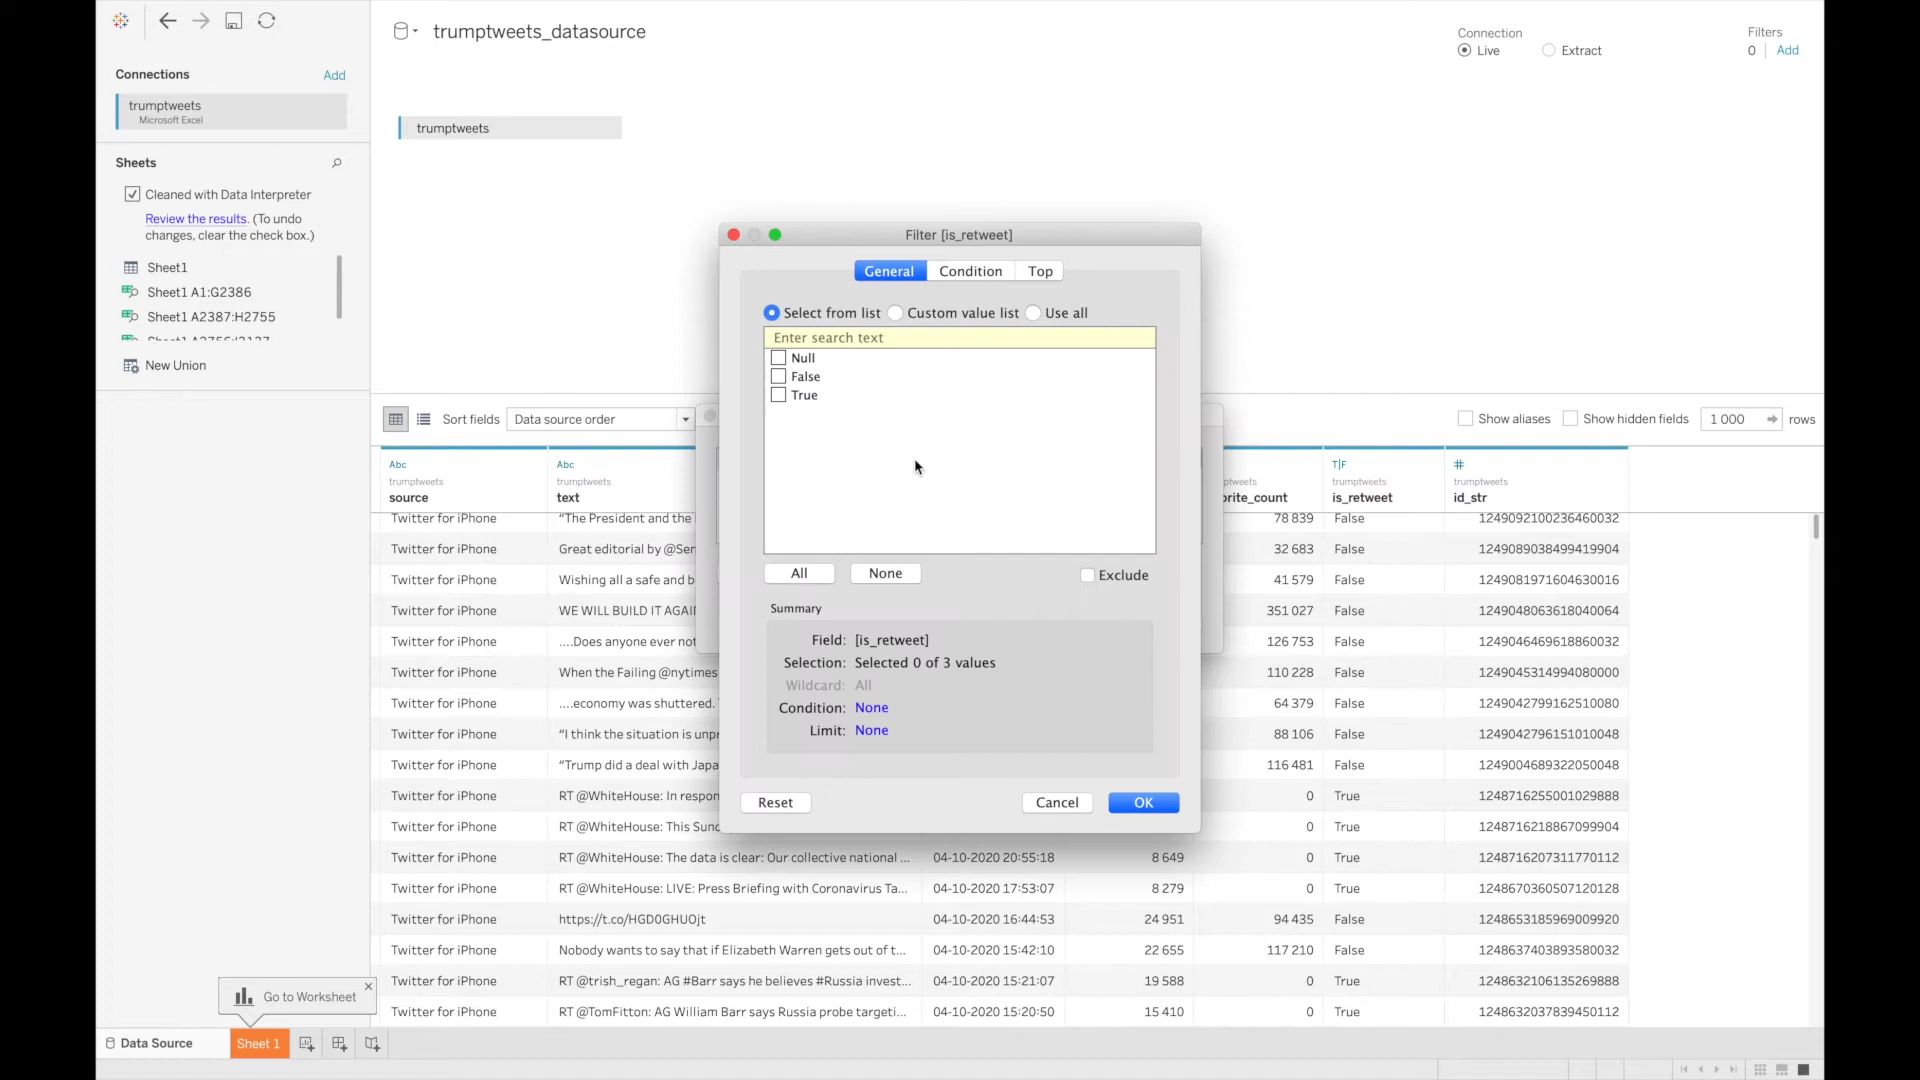 trumptweets_datasource
Connection
Live
Extract
Filters
0
Add
Connections
Add
trumptweets
Microsoft Excel
trumptweets
Sheets
Cleaned with Data Interpreter
Review the results. (To undo
changes, clear the check box.)
Sheet1
Sheet1 A1:G2386
Sheet1 A2387:H2755
New Union
Filter [is_retweet]
General
Condition
Top
Select from list
Custom value list
Use all
Enter search text
Null
False
True
All
None
Exclude
Summary
Field: [is_retweet]
Selection: Selected 0 of 3 values
Wildcard: All
Condition: None
Limit: None
Reset
Cancel
OK
Sort fields
Data source order
Show aliases
Show hidden fields
1 000
rows
Abc
trumptweets
source
Abc
trumptweets
text
ptweets
orite_count
T|F
trumptweets
is_retweet
#
trumptweets
id_str
Twitter for iPhone “The President and the 78 839 False 1249092100236460032
Twitter for iPhone Great editorial by @Sen 32 683 False 1249089038499419904
Twitter for iPhone Wishing all a safe and b 41 579 False 1249081971604630016
Twitter for iPhone WE WILL BUILD IT AGAI 351 027 False 1249048063618040064
Twitter for iPhone ....Does anyone ever not 126 753 False 1249046469618860032
Twitter for iPhone When the Failing @nytimes 110 228 False 1249045314994080000
Twitter for iPhone ....economy was shuttered. 64 379 False 1249042799162510080
Twitter for iPhone “I think the situation is unpr 88 106 False 1249042796151010048
Twitter for iPhone “Trump did a deal with Japa 116 481 False 1249004689322050048
Twitter for iPhone RT @WhiteHouse: In respon 0 True 1248716255001029888
Twitter for iPhone RT @WhiteHouse: This Sund 0 True 1248716218867099904
Twitter for iPhone RT @WhiteHouse: The data is clear: Our collective national ... 04-10-2020 20:55:18 8 649 0 True 1248716207311770112
Twitter for iPhone RT @WhiteHouse: LIVE: Press Briefing with Coronavirus Ta... 04-10-2020 17:53:07 8 279 0 True 1248670360507120128
Twitter for iPhone https://t.co/HGD0GHUOjt 04-10-2020 16:44:53 24 951 94 435 False 1248653185969009920
Twitter for iPhone Nobody wants to say that if Elizabeth Warren gets out of t... 04-10-2020 15:42:10 22 655 117 210 False 1248637403893580032
Twitter for iPhone RT @trish_regan: AG #Barr says he believes #Russia invest... 04-10-2020 15:21:07 19 588 0 True 1248632106135269888
Twitter for iPhone RT @TomFitton: AG William Barr says Russia probe targeti... 04-10-2020 15:20:50 15 410 0 True 1248632037839450112
Go to Worksheet
Data Source
Sheet 1